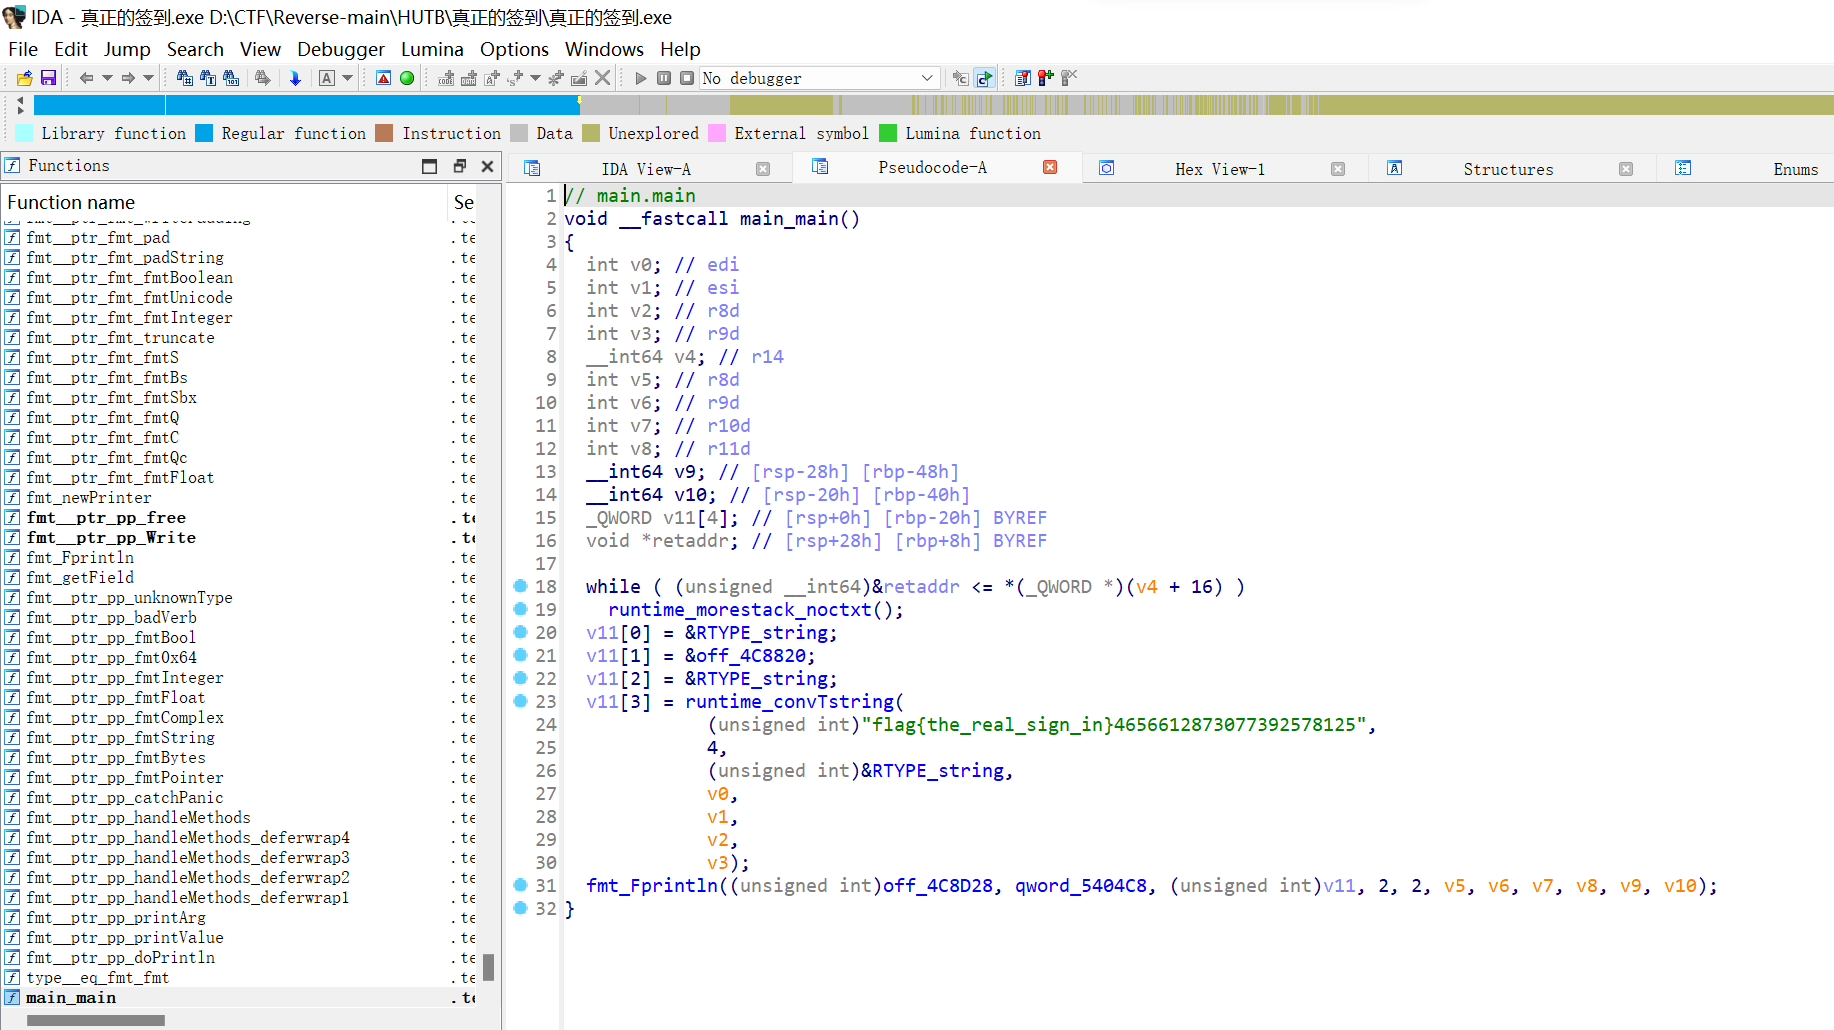 IDA - 真正的签到.exe D:\CTF\Reverse-main\HUTB\真正的签到\真正的签到.exe
File Edit Jump Search View Debugger Lumina Options Windows Help
No debugger
Library function Regular function Instruction Data Unexplored External symbol Lumina function
Functions
IDA View-A Pseudocode-A Hex View-1 Structures Enums
Function name Se
fmt__ptr_fmt_pad .te
fmt__ptr_fmt_padString .te
fmt__ptr_fmt_fmtBoolean .te
fmt__ptr_fmt_fmtUnicode .te
fmt__ptr_fmt_fmtInteger .te
fmt__ptr_fmt_truncate .te
fmt__ptr_fmt_fmtS .te
fmt__ptr_fmt_fmtBs .te
fmt__ptr_fmt_fmtSbx .te
fmt__ptr_fmt_fmtQ .te
fmt__ptr_fmt_fmtC .te
fmt__ptr_fmt_fmtQc .te
fmt__ptr_fmt_fmtFloat .te
fmt_newPrinter .te
fmt__ptr_pp_free .te
fmt__ptr_pp_Write .te
fmt_Fprintln .te
fmt_getField .te
fmt__ptr_pp_unknownType .te
fmt__ptr_pp_badVerb .te
fmt__ptr_pp_fmtBool .te
fmt__ptr_pp_fmt0x64 .te
fmt__ptr_pp_fmtInteger .te
fmt__ptr_pp_fmtFloat .te
fmt__ptr_pp_fmtComplex .te
fmt__ptr_pp_fmtString .te
fmt__ptr_pp_fmtBytes .te
fmt__ptr_pp_fmtPointer .te
fmt__ptr_pp_catchPanic .te
fmt__ptr_pp_handleMethods .te
fmt__ptr_pp_handleMethods_deferwrap4 .te
fmt__ptr_pp_handleMethods_deferwrap3 .te
fmt__ptr_pp_handleMethods_deferwrap2 .te
fmt__ptr_pp_handleMethods_deferwrap1 .te
fmt__ptr_pp_printArg .te
fmt__ptr_pp_printValue .te
fmt__ptr_pp_doPrintln .te
type__eq_fmt_fmt .te
main_main .te
1 // main.main
2 void __fastcall main_main()
3 {
4 int v0; // edi
5 int v1; // esi
6 int v2; // r8d
7 int v3; // r9d
8 __int64 v4; // r14
9 int v5; // r8d
10 int v6; // r9d
11 int v7; // r10d
12 int v8; // r11d
13 __int64 v9; // [rsp-28h] [rbp-48h]
14 __int64 v10; // [rsp-20h] [rbp-40h]
15 _QWORD v11[4]; // [rsp+0h] [rbp-20h] BYREF
16 void *retaddr; // [rsp+28h] [rbp+8h] BYREF
17
18 while ( (unsigned __int64)&retaddr <= *(_QWORD *)(v4 + 16) )
19 runtime_morestack_noctxt();
20 v11[0] = &RTYPE_string;
21 v11[1] = &off_4C8820;
22 v11[2] = &RTYPE_string;
23 v11[3] = runtime_convTstring(
24 (unsigned int)"flag{the_real_sign_in}4656612873077392578125",
25 4,
26 (unsigned int)&RTYPE_string,
27 v0,
28 v1,
29 v2,
30 v3);
31 fmt_Fprintln((unsigned int)off_4C8D28, qword_5404C8, (unsigned int)v11, 2, 2, v5, v6, v7, v8, v9, v10);
32 }